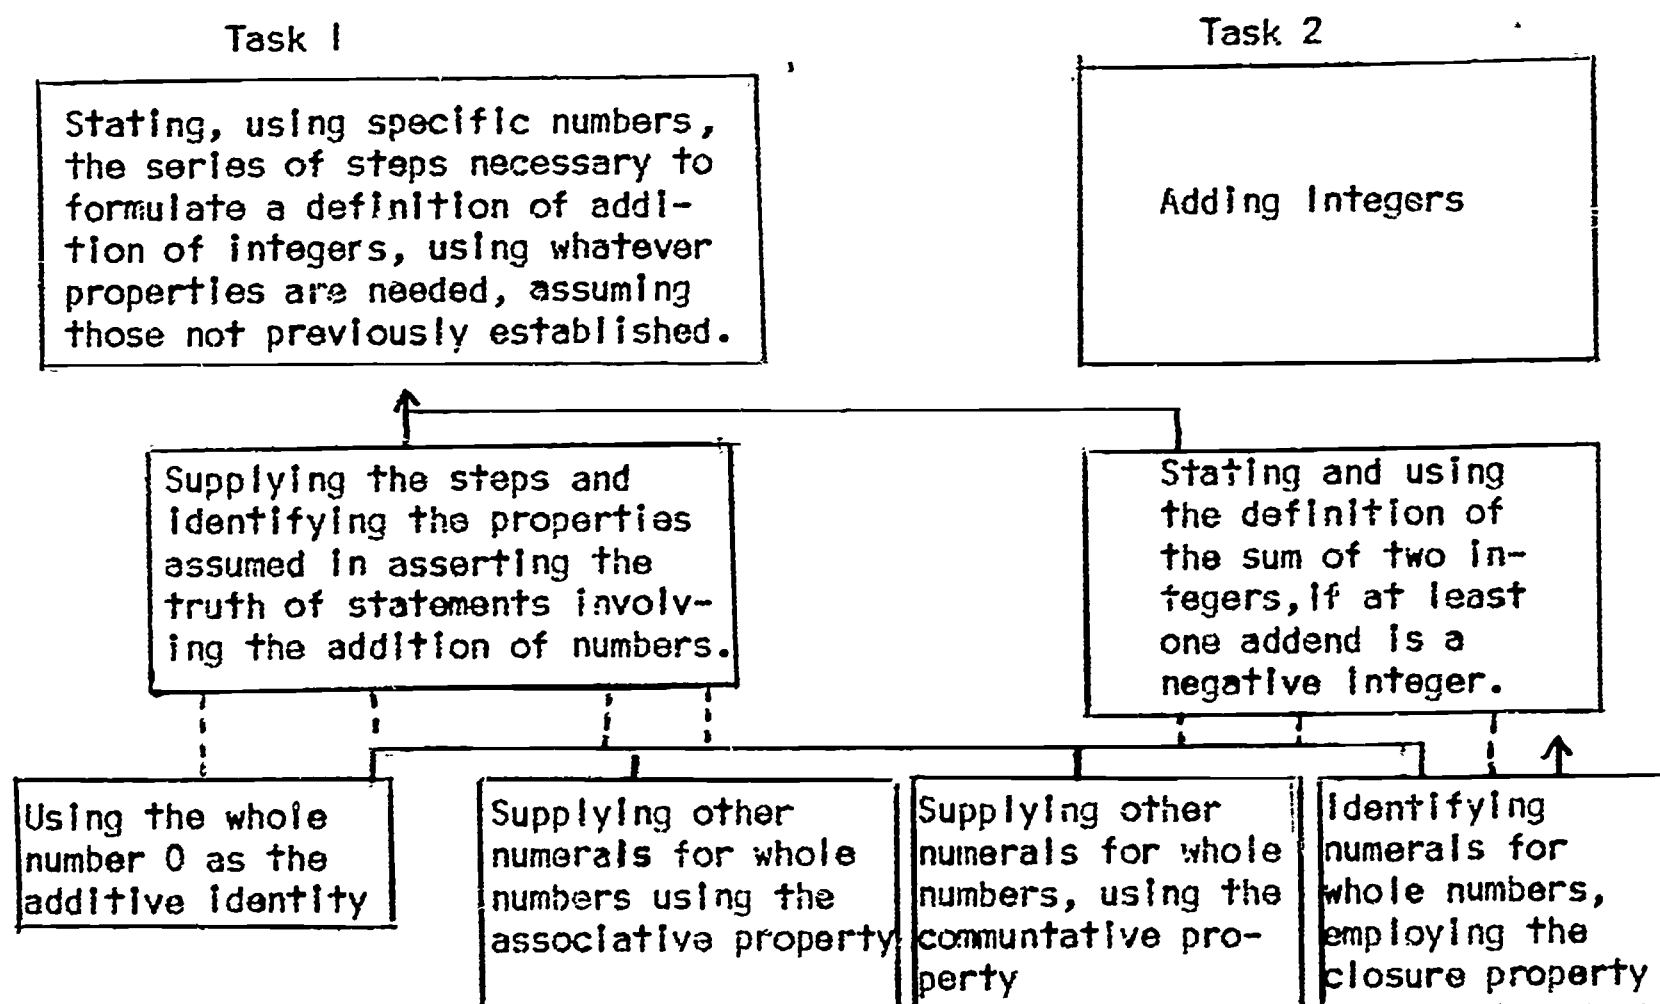 Task 1
Task 2
Stating, using specific numbers,
the series of steps necessary to
formulate a definition of addi-
tion of integers, using whatever
properties are needed, assuming
those not previously established.
Adding Integers
Supplying the steps and
identifying the properties
assumed in asserting the
truth of statements involv-
ing the addition of numbers.
Stating and using
the definition of
the sum of two in-
tegers, if at least
one addend is a
negative integer.
Using the whole
number 0 as the
additive identity
Supplying other
numerals for whole
numbers using the
associative property
Supplying other
numerals for whole
numbers, using the
communtative pro-
perty
Identifying
numerals for
whole numbers,
employing the
closure property